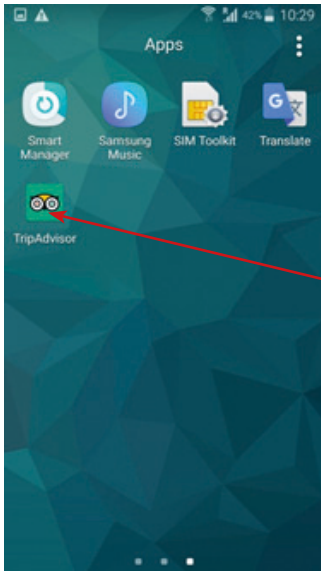 42% 10:29
Apps
Smart Manager
Samsung Music
SIM Toolkit
G
Translate
TripAdvisor